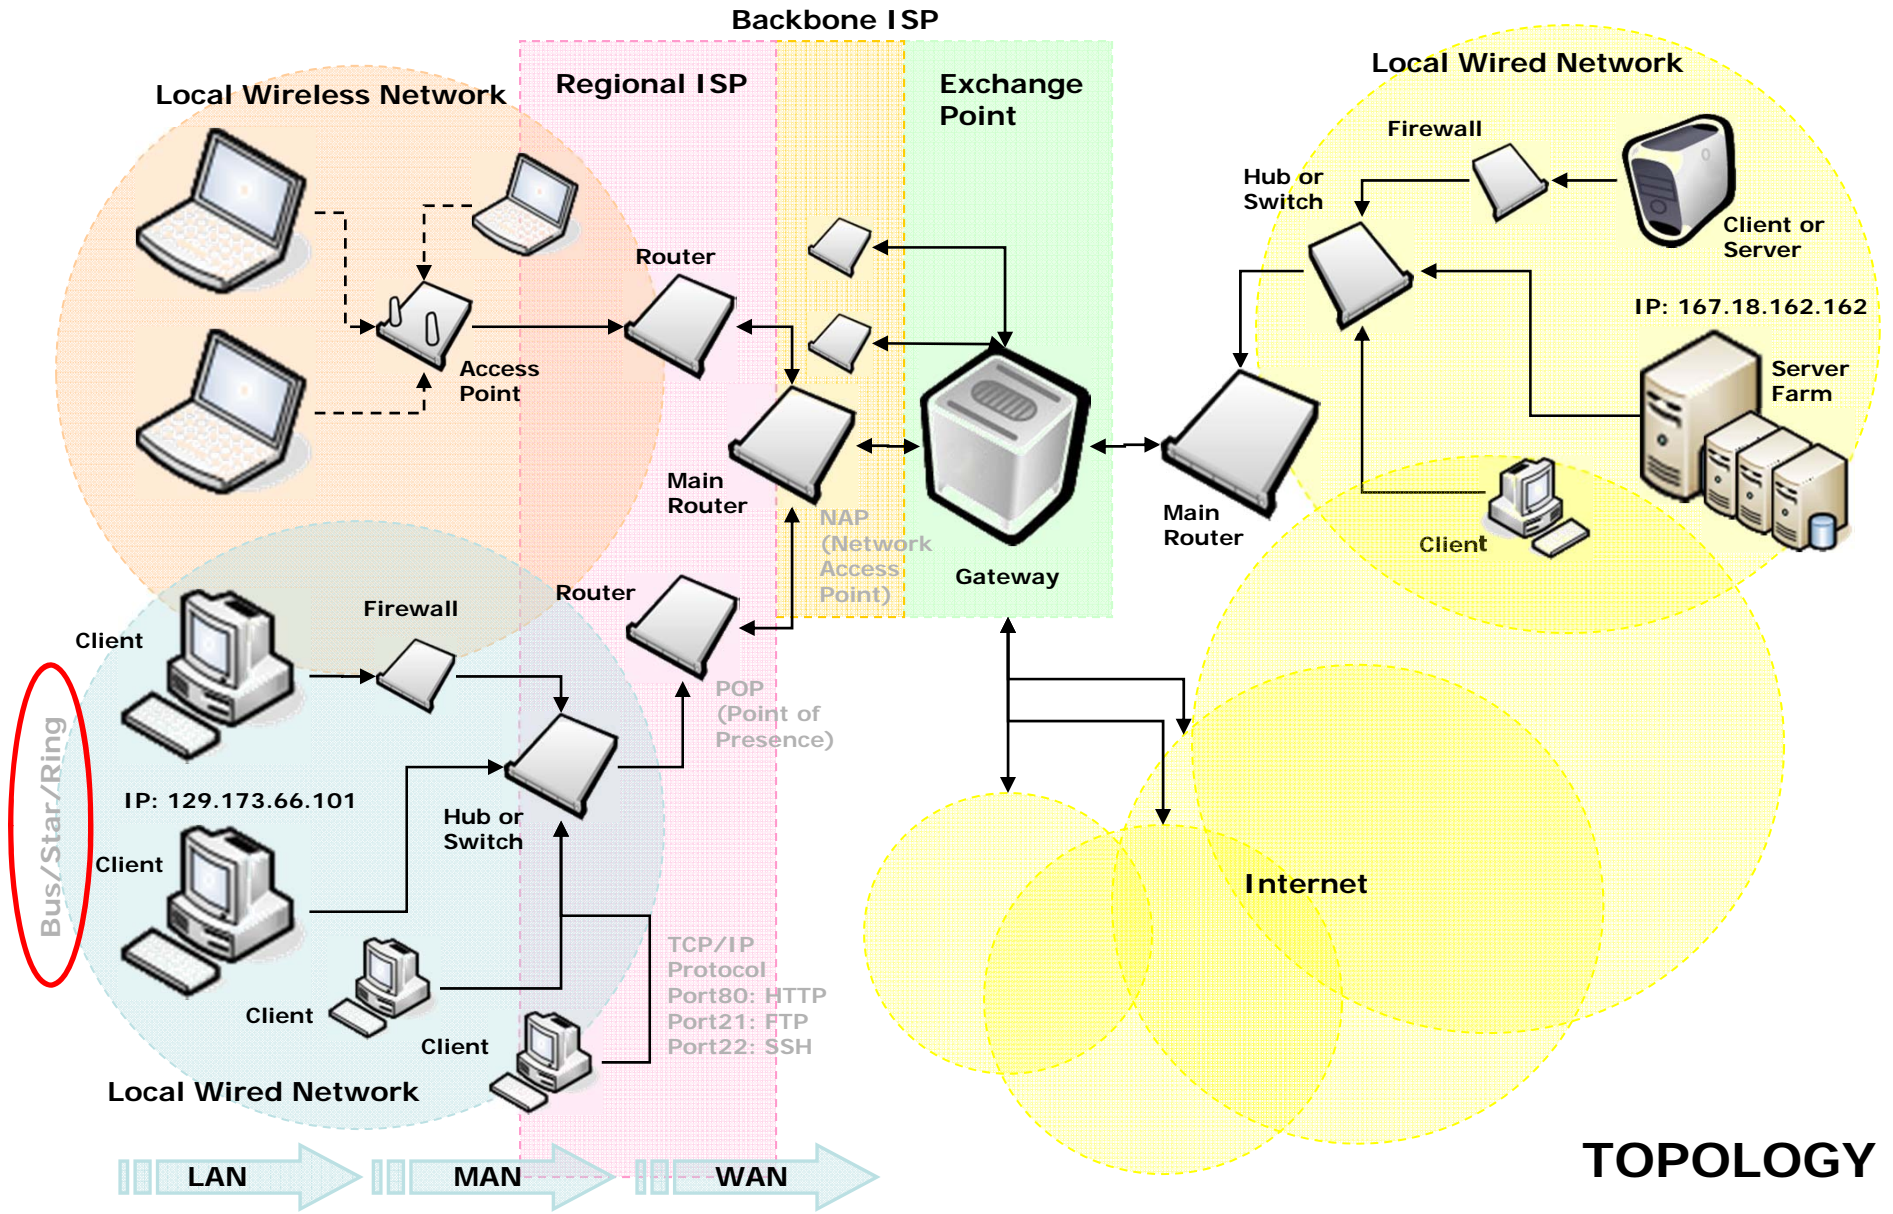 Backbone ISP
Local Wireless Network
Regional ISP
Exchange
Point
Local Wired Network
Firewall
Hub or
Switch
Client or
Server
Router
IP: 167.18.162.162
Access
Point
Server
Farm
Main
Router
NAP
(Network
Access
Point)
Main
Router
Client
Gateway
Router
Firewall
Client
POP
(Point of
Presence)
Bus/Star/Ring
IP: 129.173.66.101
Hub or
Switch
Client
Internet
TCP/IP
Protocol
Port80: HTTP
Port21: FTP
Port22: SSH
Client
Client
Local Wired Network
LAN
MAN
WAN
TOPOLOGY